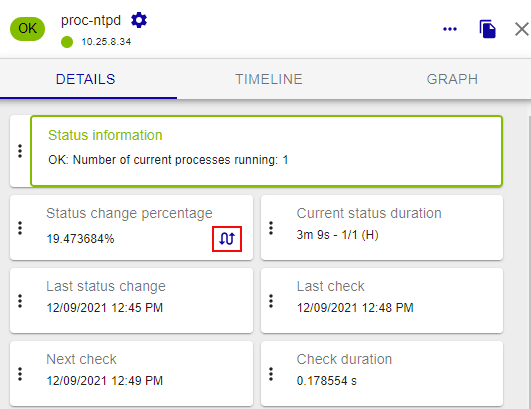 OK
proc-ntpd
10.25.8.34
DETAILS
TIMELINE
GRAPH
Status information
OK: Number of current processes running: 1
Status change percentage
19.473684%
Current status duration
3m 9s - 1/1 (H)
Last status change
12/09/2021 12:45 PM
Last check
12/09/2021 12:48 PM
Next check
12/09/2021 12:49 PM
Check duration
0.178554 s